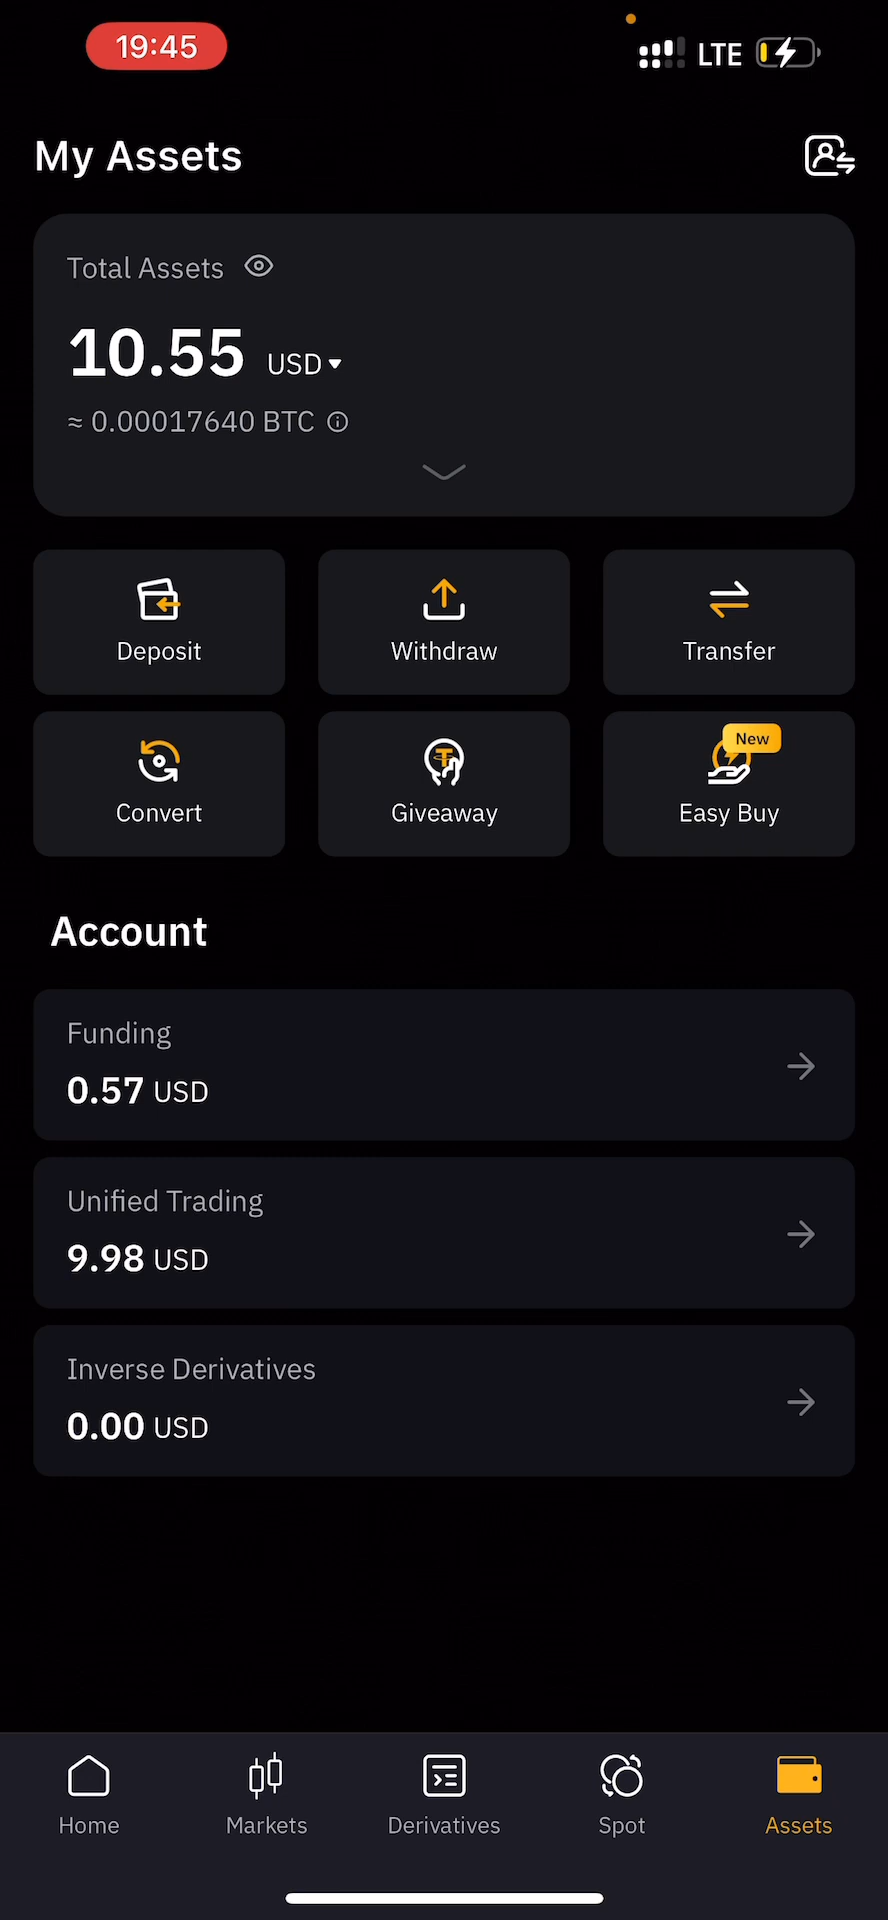 19:45
LTE
My Assets
Total Assets
10.55 USD
≈ 0.00017640 BTC
Deposit
Withdraw
Transfer
Convert
Giveaway
New
Easy Buy
Account
Funding
0.57 USD
Unified Trading
9.98 USD
Inverse Derivatives
0.00 USD
Home
Markets
Derivatives
Spot
Assets